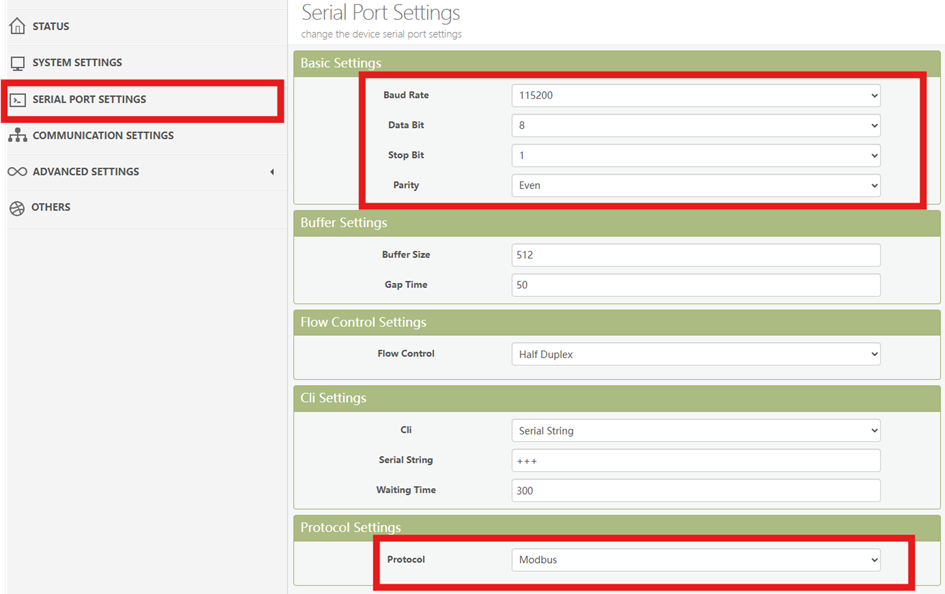 STATUS
SYSTEM SETTINGS
SERIAL PORT SETTINGS
COMMUNICATION SETTINGS
ADVANCED SETTINGS
OTHERS
Serial Port Settings
change the device serial port settings
Basic Settings
Baud Rate 115200
Data Bit 8
Stop Bit 1
Parity Even
Buffer Settings
Buffer Size 512
Gap Time 50
Flow Control Settings
Flow Control Half Duplex
Cli Settings
Cli Serial String
Serial String +++
Waiting Time 300
Protocol Settings
Protocol Modbus